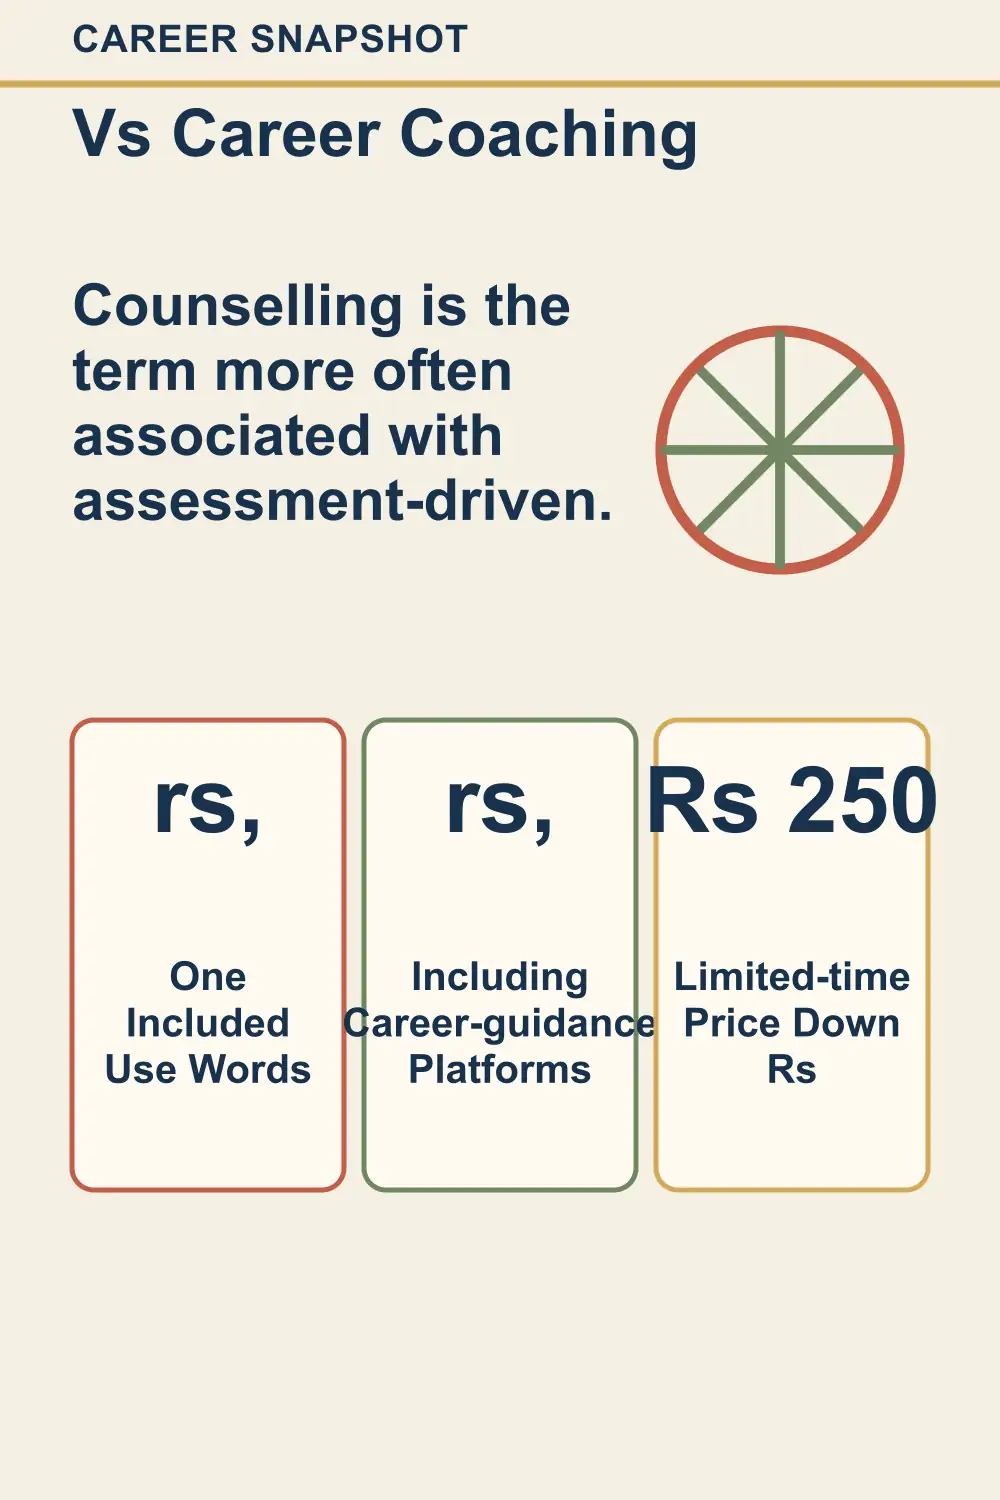 CAREER SNAPSHOT
Vs Career Coaching
Counselling is the
term more often
associated with
assessment-driven.
rs,
One
Included
Use Words
rs,
Including
Career-guidance
Platforms
Rs 250
Limited-time
Price Down
Rs